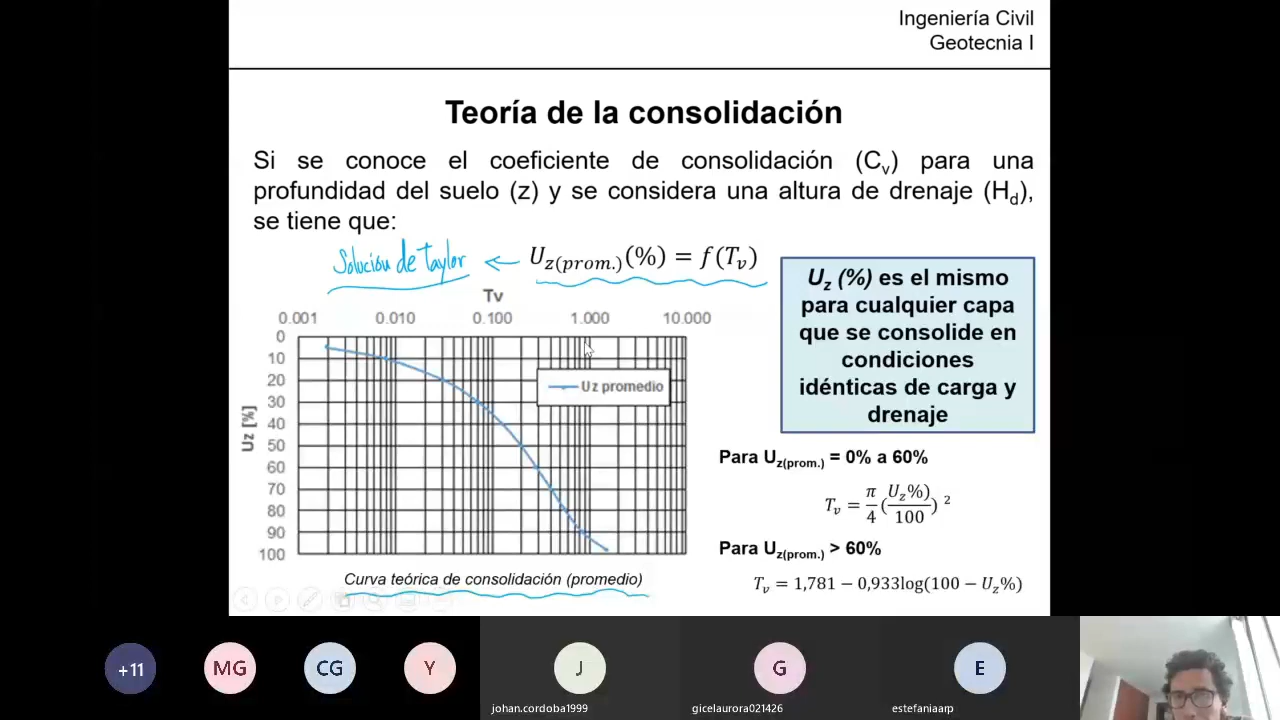 Ingeniería Civil
Geotecnia I
Teoría de la consolidación
Si se conoce el coeficiente de consolidación (Cv) para una
profundidad del suelo (z) y se considera una altura de drenaje (Hd),
se tiene que:
Solución de Taylor ← Uz(prom.)(%) = f(Tv)
Tv
0.001 0.010 0.100 1.000 10.000
0
10
20
30
40
50
60
70
80
90
100
Uz [%]
Uz promedio
Curva teórica de consolidación (promedio)
Uz (%) es el mismo
para cualquier capa
que se consolide en
condiciones
idénticas de carga y
drenaje
Para Uz(prom.) = 0% a 60%
Tv = π/4 (Uz%)/100) 2
Para Uz(prom.) > 60%
Tv = 1,781 − 0,933log(100 − Uz%)
+11
MG
CG
Y
J
G
E
johan.cordoba1999
gicelaurora021426
estefaniaarp